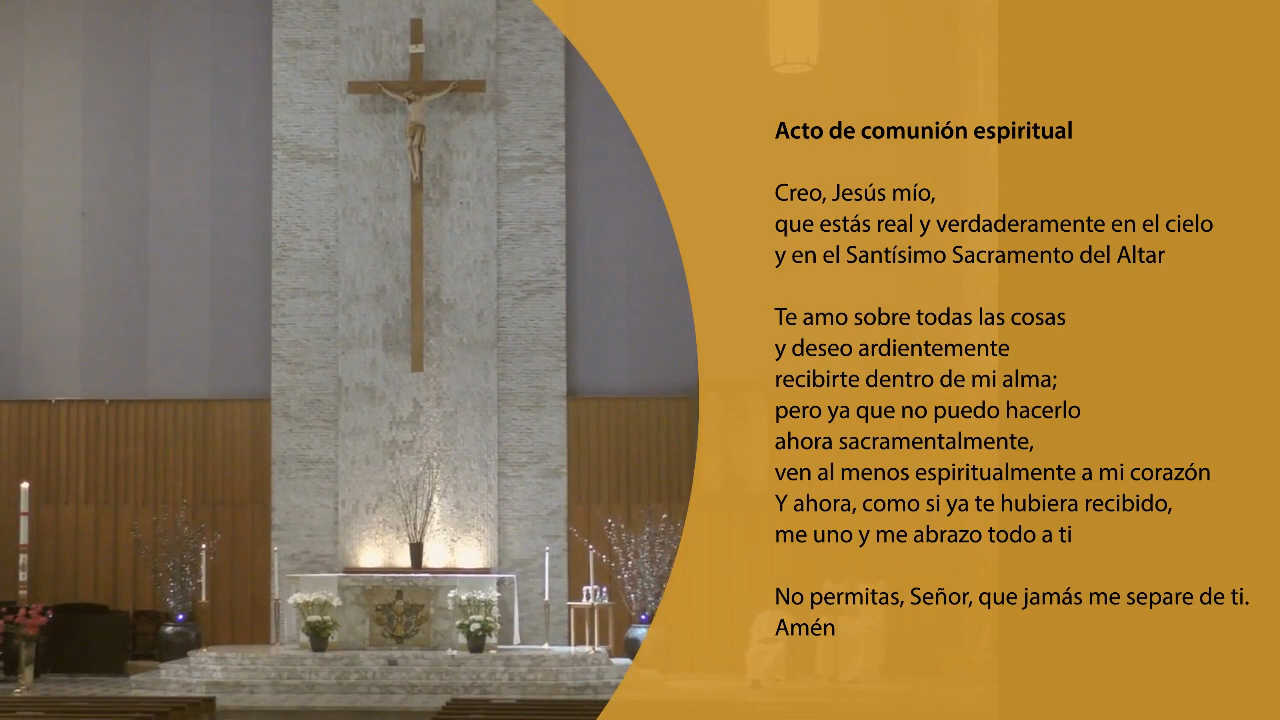 Acto de comunión espiritual
Creo, Jesús mío,
que estás real y verdaderamente en el cielo
y en el Santísimo Sacramento del Altar
Te amo sobre todas las cosas
y deseo ardientemente
recibirte dentro de mi alma;
pero ya que no puedo hacerlo
ahora sacramentalmente,
ven al menos espiritualmente a mi corazón
Y ahora, como si ya te hubiera recibido,
me uno y me abrazo todo a ti
No permitas, Señor, que jamás me separe de ti.
Amén